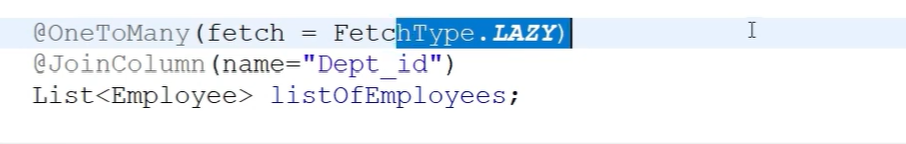 @OneToMany(fetch = FetchType.LAZY)
@JoinColumn(name="Dept_id")
List<Employee> listOfEmployees;